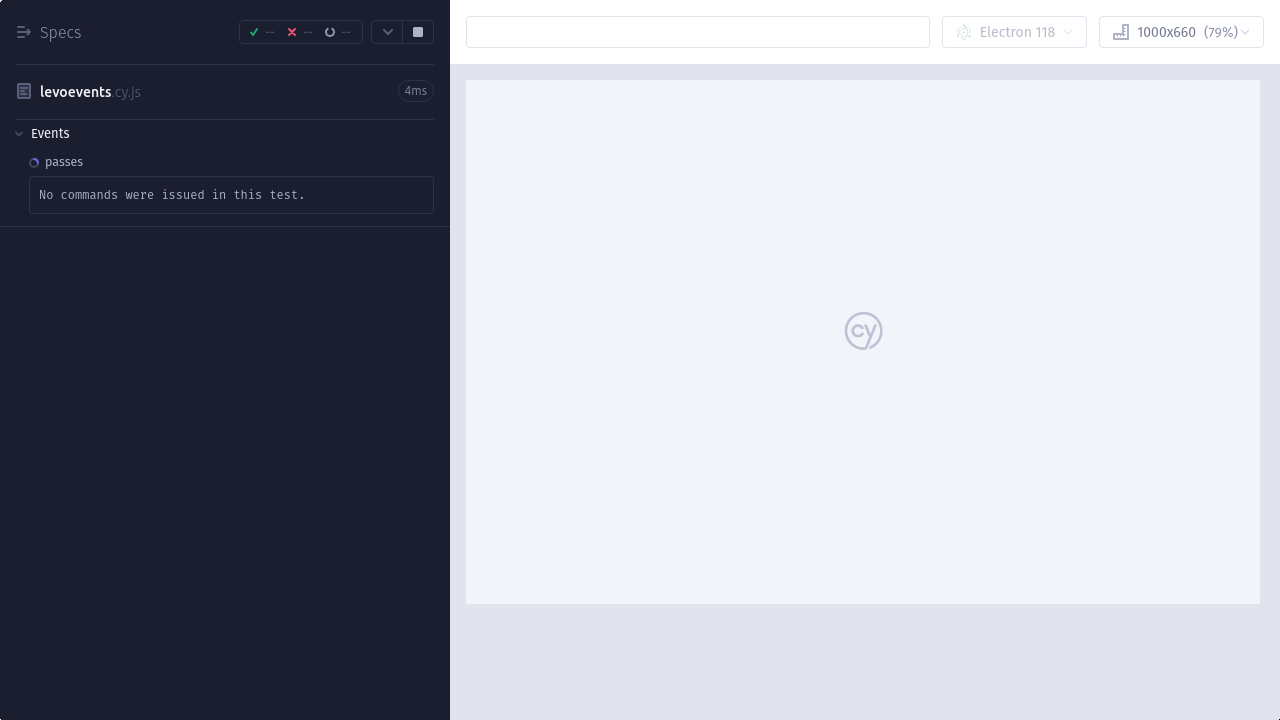 Specs
--
--
--
levoevents.cy.js
4ms
Events
passes
No commands were issued in this test.
Electron 118
1000x660 (79%)
cy